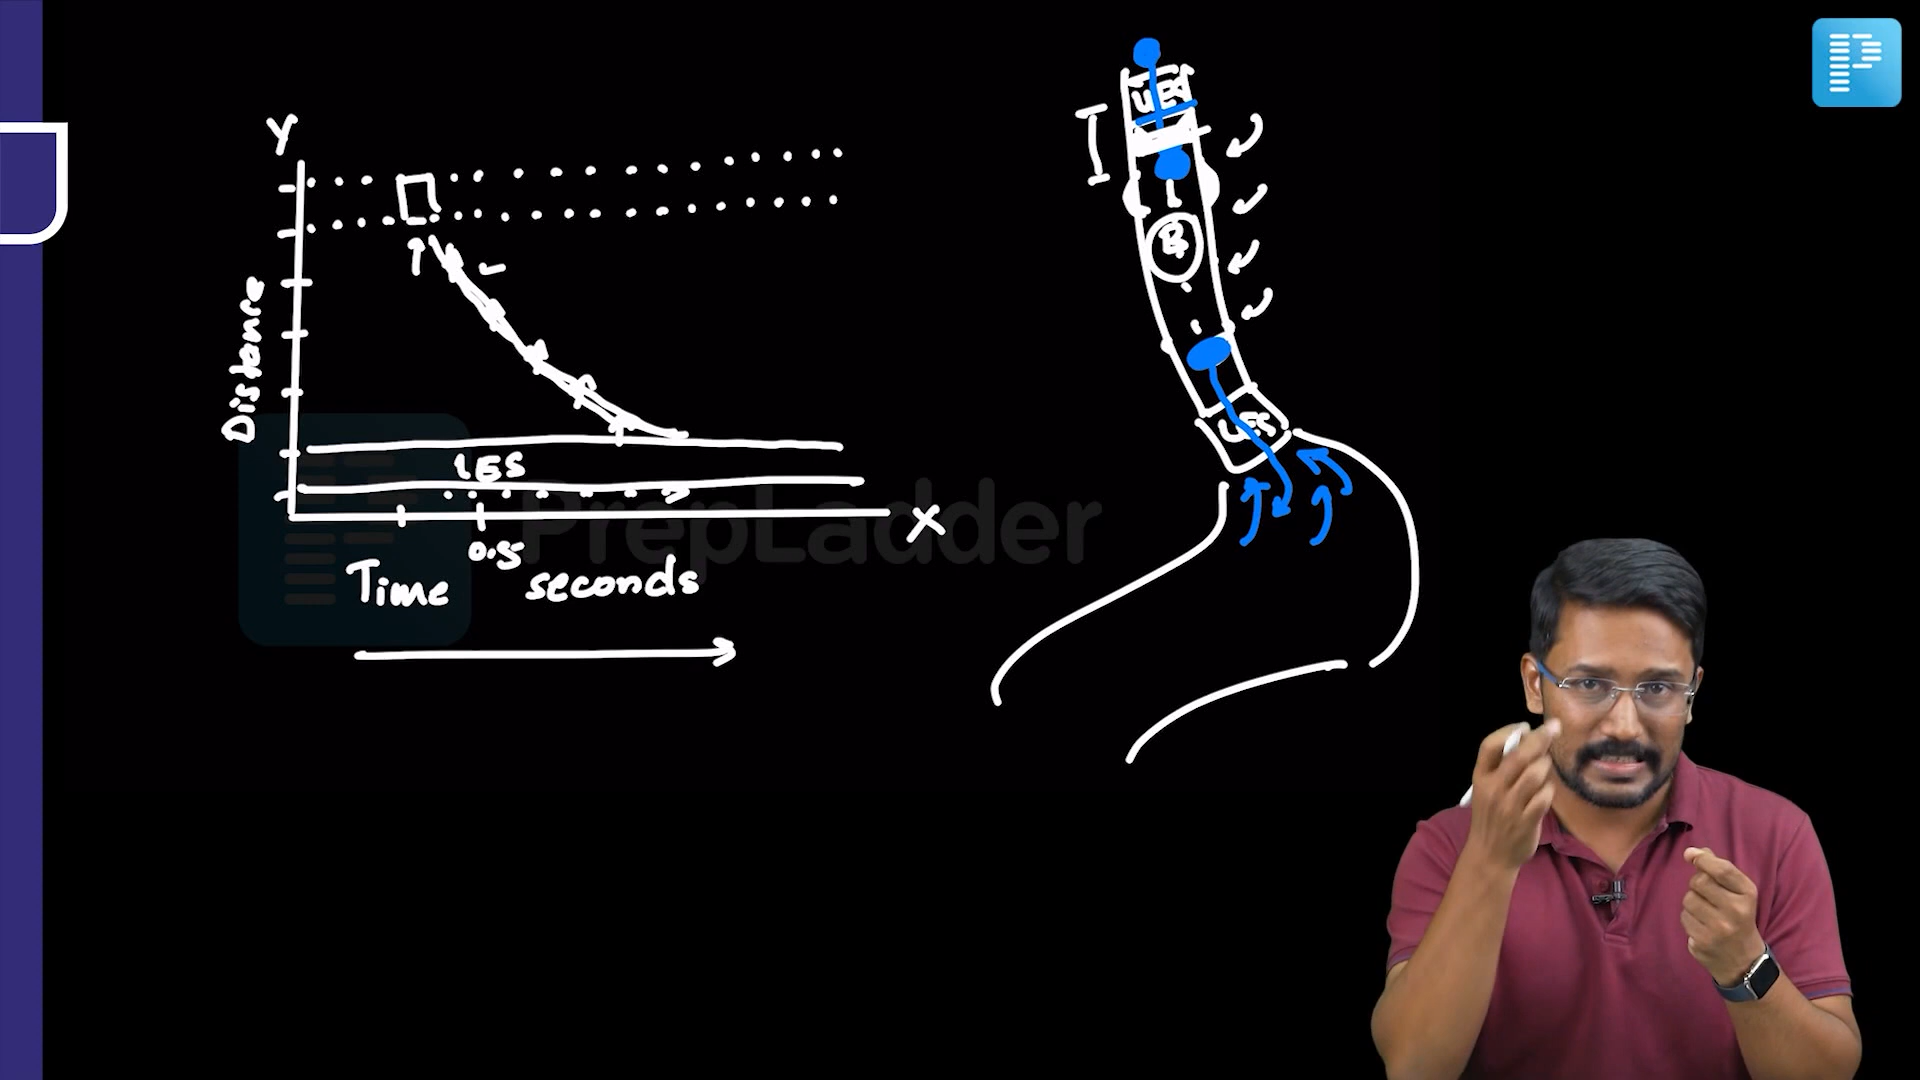 Y
UES
B
Distance
LES
LES
X
0.5
Time seconds
PrepLadder